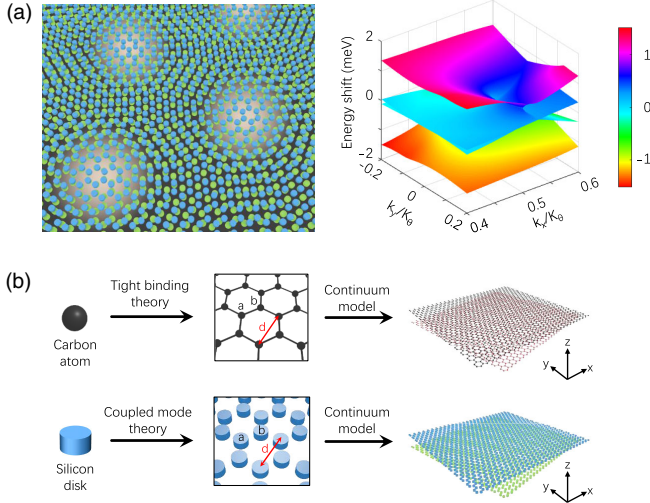 (a)
Energy shift (meV)
2
0
-2
-0.2
0
0.2
k_y/K_θ
0.4
0.5
0.6
k_x/K_θ
1
0
-1
(b)
Tight binding
theory
Carbon
atom
a
b
d
Continuum
model
z
y
x
Coupled mode
theory
Silicon
disk
a
b
d
Continuum
model
z
y
x